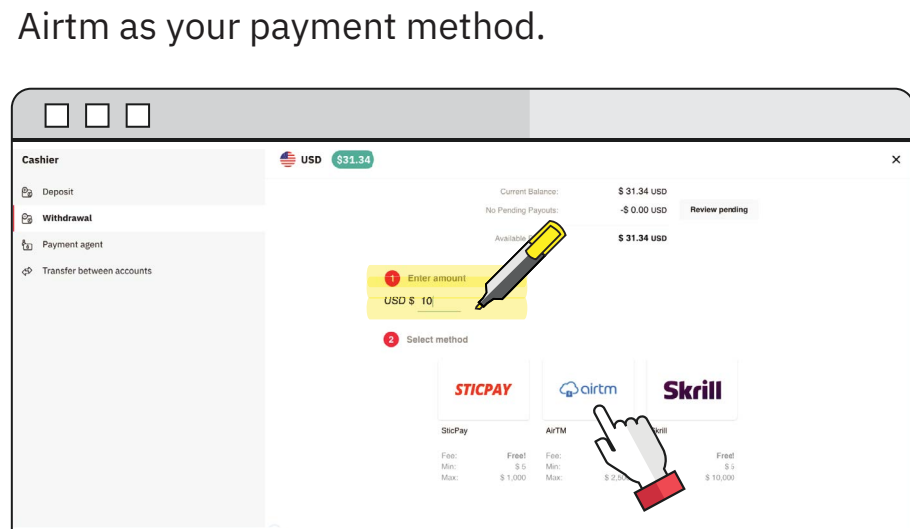 Airtm as your payment method.
Cashier
USD $31.34
×
Deposit
Withdrawal
Payment agent
Transfer between accounts
Current Balance: $ 31.34 USD
No Pending Payouts: -$ 0.00 USD Review pending
Available $ 31.34 USD
1 Enter amount
USD $ 10
2 Select method
STICPAY airtm Skrill
SticPay AirTM
Fee: Free! Fee: Free!
Min: $ 5 Min: $ 5
Max: $ 1,000 Max: $ 10,000